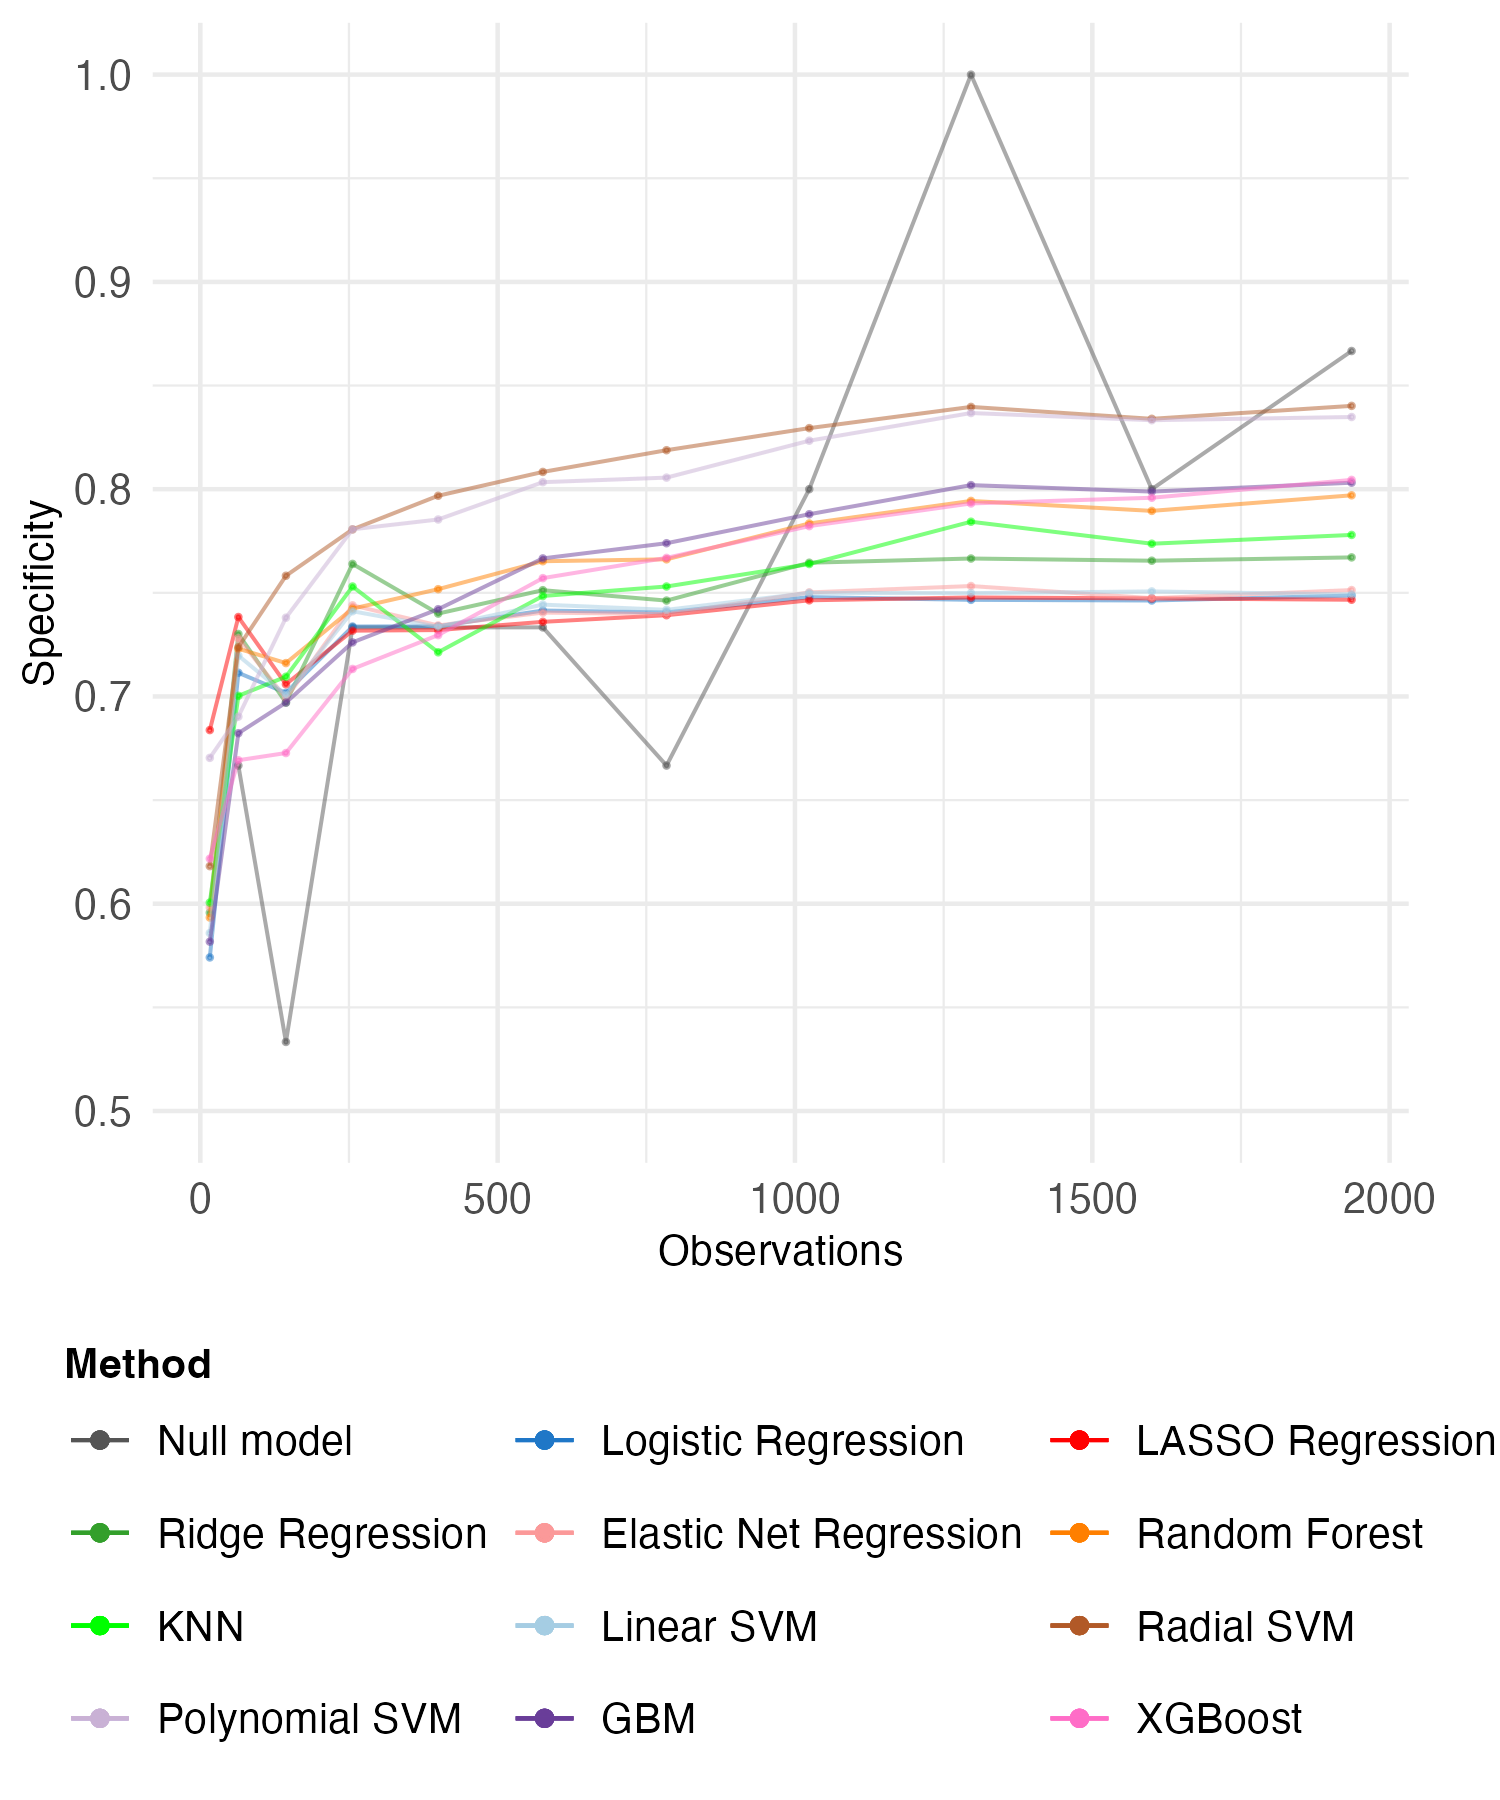 1.0
0.9
0.8
0.7
0.6
0.5
Specificity
0 500 1000 1500 2000
Observations
Method
Null model Logistic Regression LASSO Regression
Ridge Regression Elastic Net Regression Random Forest
KNN Linear SVM Radial SVM
Polynomial SVM GBM XGBoost